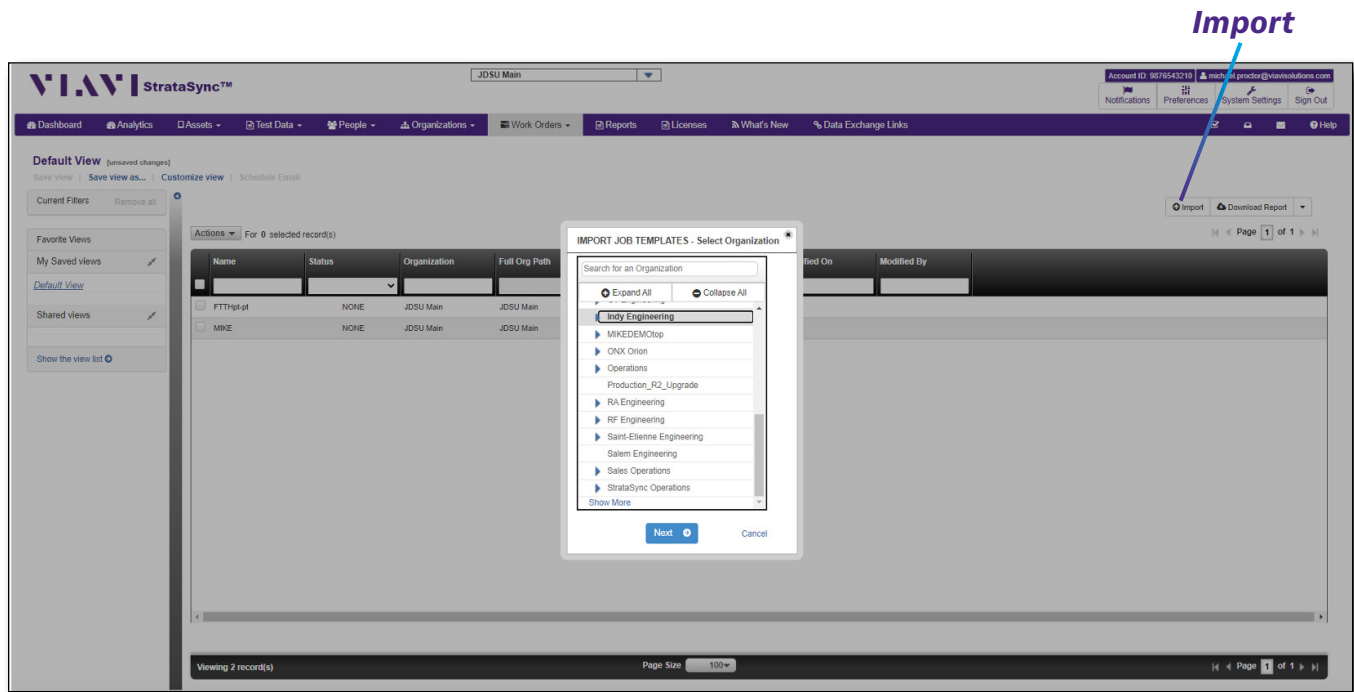 Import
VIAVI StrataSync™
JDSU Main
Account ID: 9876543210 michael.proctor@viavisolutions.com
Notifications Preferences System Settings Sign Out
Dashboard Analytics Assets Test Data People Organizations Work Orders Reports Licenses What's New Data Exchange Links Help
Default View [unsaved changes]
Save view | Save view as... | Customize view | Schedule Email
Current Filters Remove all
Import Download Report
Favorite Views
Actions For 0 selected record(s)
Page 1 of 1
My Saved views
Default View
Shared views
Show the view list
Name Status Organization Full Org Path fied On Modified By
FTTHpt-pt NONE JDSU Main JDSU Main
MIKE NONE JDSU Main JDSU Main
IMPORT JOB TEMPLATES - Select Organization
Search for an Organization
Expand All Collapse All
Indy Engineering
MIKEDEMOtop
ONX Orion
Operations
Production_R2_Upgrade
RA Engineering
RF Engineering
Saint-Etienne Engineering
Salem Engineering
Sales Operations
StrataSync Operations
Show More
Next Cancel
Viewing 2 record(s) Page Size 100 Page 1 of 1